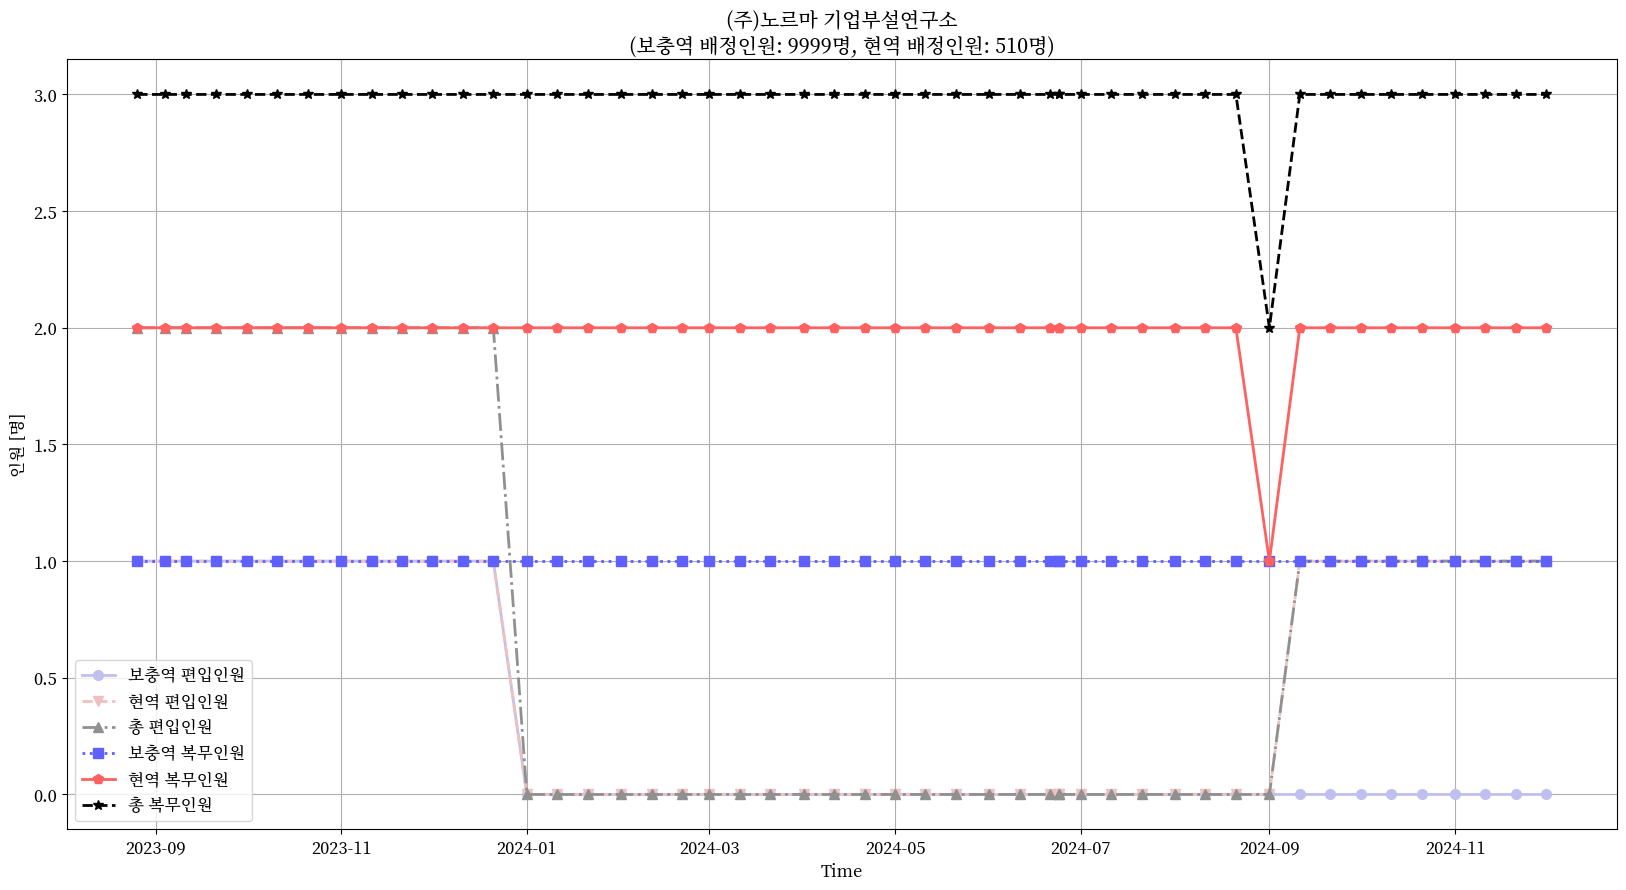 (주)노르마 기업부설연구소
(보충역 배정인원: 9999명, 현역 배정인원: 510명)
3.0
2.5
2.0
1.5
1.0
0.5
0.0
인원 [명]
보충역 편입인원
현역 편입인원
총 편입인원
보충역 복무인원
현역 복무인원
총 복무인원
2023-09 2023-11 2024-01 2024-03 2024-05 2024-07 2024-09 2024-11
Time